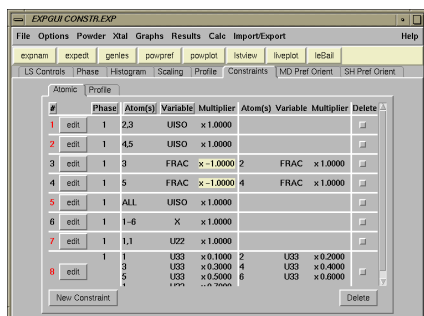 EXPGUI CONSTR.EXP
File Options Powder Xtal Graphs Results Calc Import/Export Help
expnam expedt genles powpref powplot lstview liveplot leBail
LS Controls Phase Histogram Scaling Profile Constraints MD Pref Orient SH Pref Orient
Atomic Profile
# Phase Atom(s) Variable Multiplier Atom(s) Variable Multiplier Delete
1 edit 1 2,3 UISO x 1.0000
2 edit 1 4,5 UISO x 1.0000
3 edit 1 3 FRAC x -1.0000 2 FRAC x 1.0000
4 edit 1 5 FRAC x -1.0000 4 FRAC x 1.0000
5 edit 1 ALL UISO x 1.0000
6 edit 1 1-6 X x 1.0000
7 edit 1 1,1 U22 x 1.0000
1 1 U33 x 0.1000 2 U33 x 0.2000
3 U33 x 0.3000 4 U33 x 0.4000
8 edit 5 U33 x 0.5000 6 U33 x 0.6000
1 U33 x 0.7000
New Constraint Delete